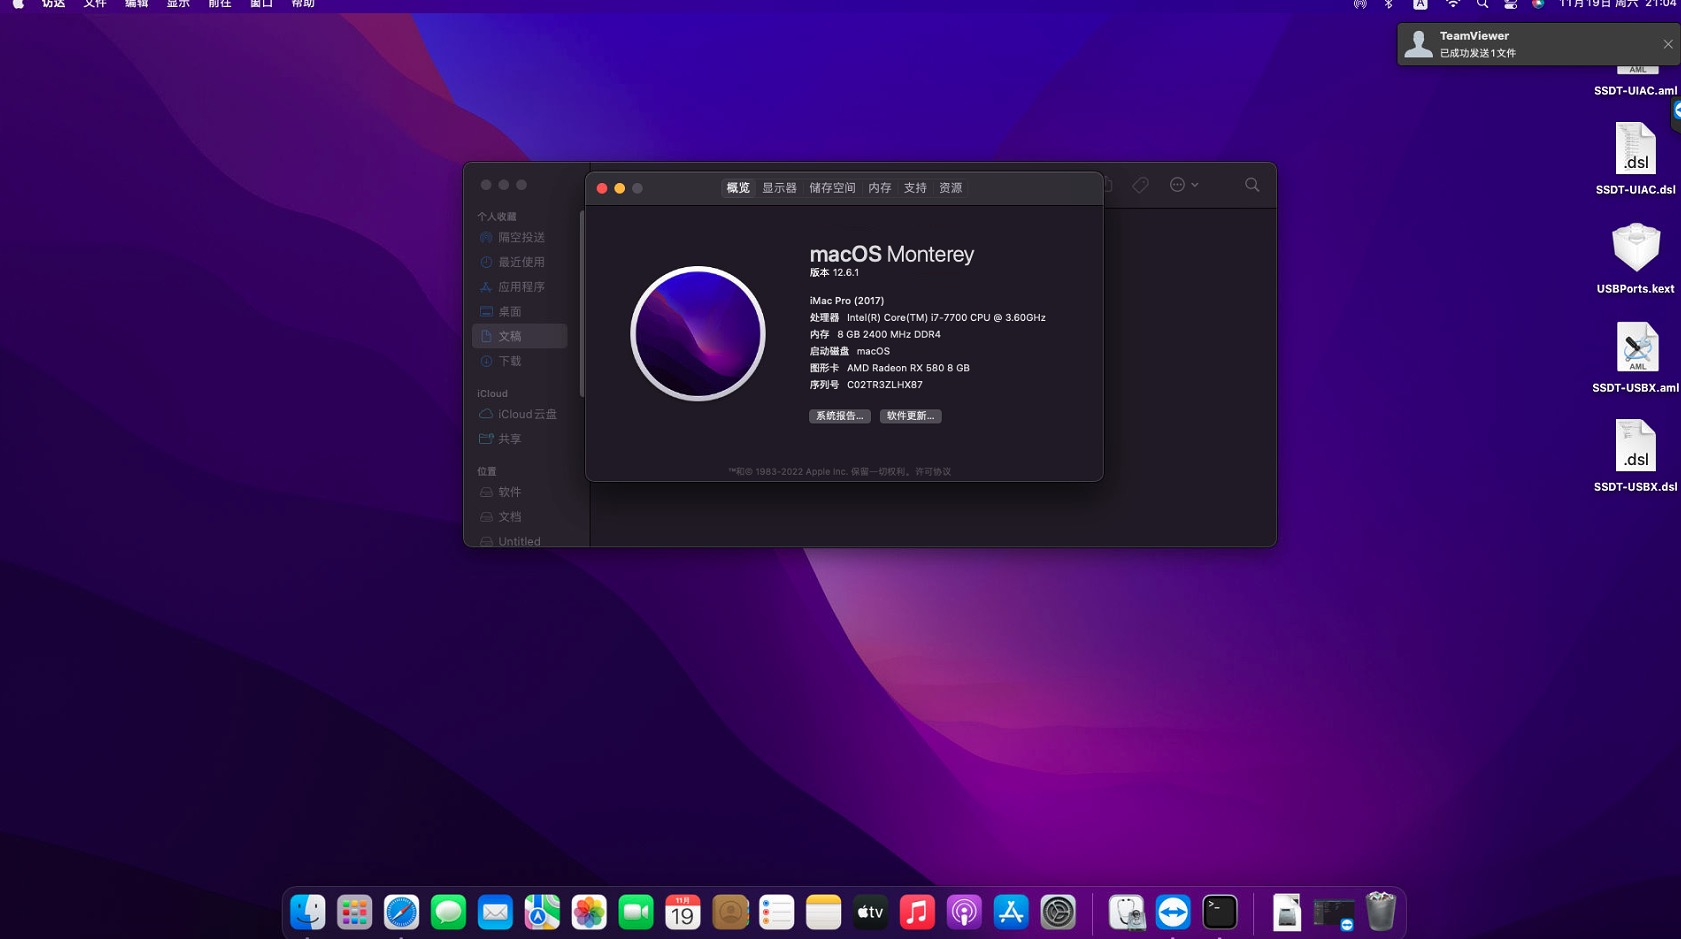 访达 文件 编辑 显示 前往 窗口 帮助
A
11月19日 周六 21:04
TeamViewer
已成功发送1文件
AML
SSDT-UIAC.aml
.dsl
SSDT-UIAC.dsl
USBPorts.kext
AML
SSDT-USBX.aml
.dsl
SSDT-USBX.dsl
个人收藏
隔空投送
最近使用
应用程序
桌面
文稿
下载
iCloud
iCloud云盘
共享
位置
软件
文档
Untitled
概览 显示器 储存空间 内存 支持 资源
macOS Monterey
版本 12.6.1
iMac Pro (2017)
处理器 Intel(R) Core(TM) i7-7700 CPU @ 3.60GHz
内存 8 GB 2400 MHz DDR4
启动磁盘 macOS
图形卡 AMD Radeon RX 580 8 GB
序列号 C02TR3ZLHX87
系统报告... 软件更新...
™和© 1983-2022 Apple Inc. 保留一切权利。许可协议
11月
19
tv
>_